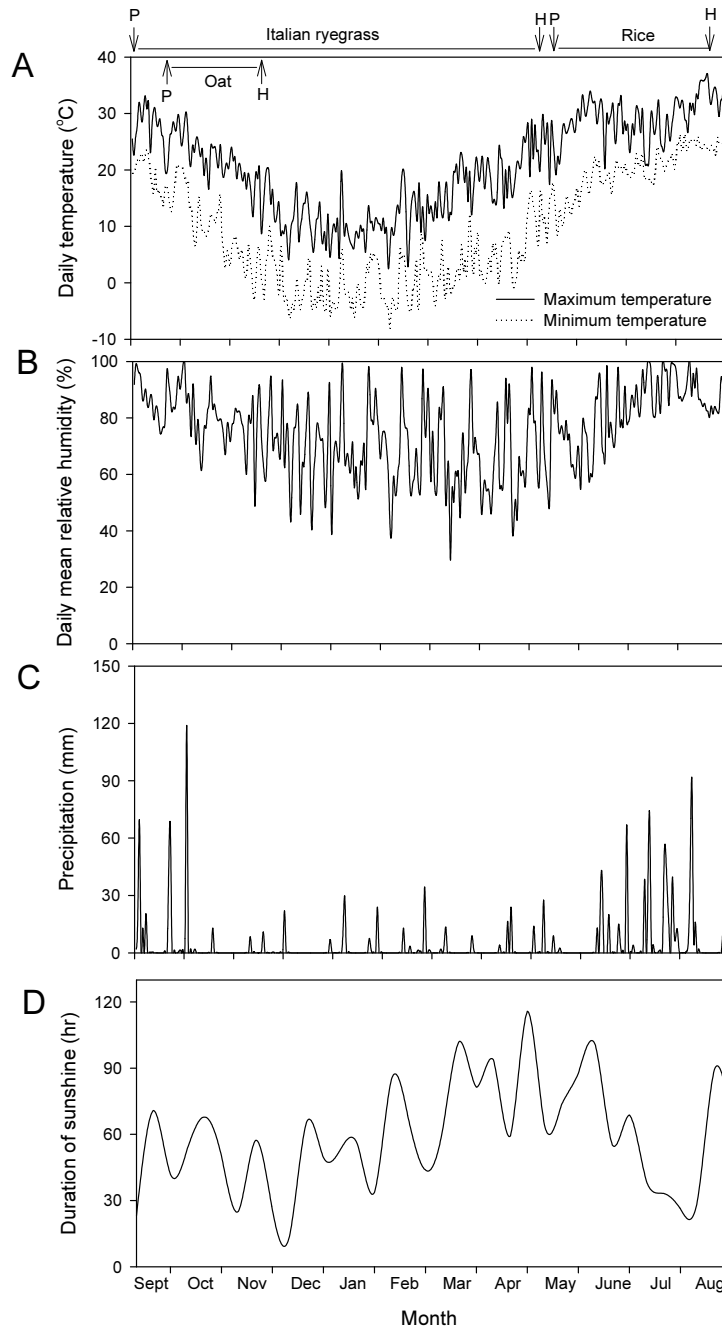 P
H P
H
Italian ryegrass
Rice
A
Oat
P
H
40
30
20
10
0
-10
Daily temperature (°C)
Maximum temperature
Minimum temperature
B
100
80
60
40
20
0
Daily mean relative humidity (%)
C
150
120
90
60
30
0
Precipitation (mm)
D
120
90
60
30
0
Duration of sunshine (hr)
Sept Oct Nov Dec Jan Feb Mar Apr May June Jul Aug
Month